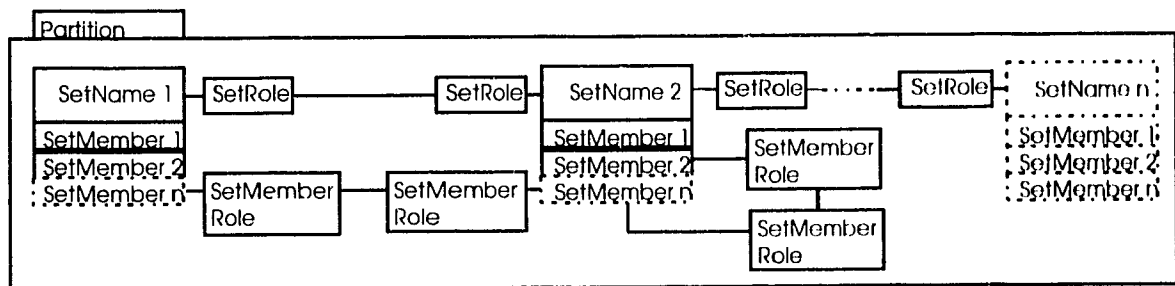 Partition
SetName 1
SetRole
SetRole
SetName 2
SetRole
SetRole
SetName n
SetMember 1
SetMember 2
SetMember n
SetMember 1
SetMember 2
SetMember n
SetMember 1
SetMember 2
SetMember n
SetMember
Role
SetMember
Role
SetMember
Role
SetMember
Role